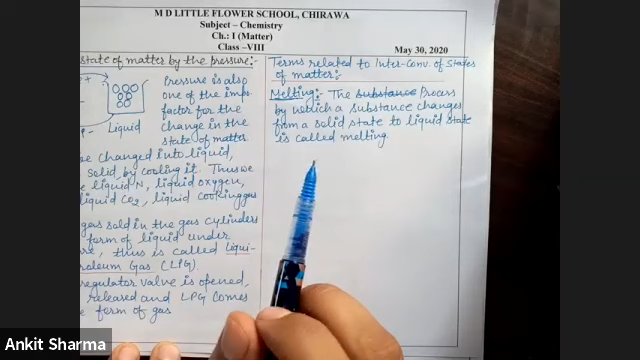 M D LITTLE FLOWER SCHOOL, CHIRAWA
Subject – Chemistry
Ch.: I (Matter)
Class –VIII
May 30, 2020
state of matter by the pressure:-
Pressure is also
one of the imp.
factor for the
change in the
state of matter.
Liquid
be changed into liquid,
solid, by cooling it. Thus we
liquid N, liquid oxygen,
liquid CO2, liquid cooking gas
gas sold in the gas cylinders
form of liquid under
thus is called Liqui-
roleum Gas (LPG).
regulator valve is opened,
released and LPG comes
form of gas
Terms related to Inter-Conv. of States
of matter:-
Melting:- The substance Process
by which a substance changes
from a solid state to liquid state
is called melting.
Ankit Sharma